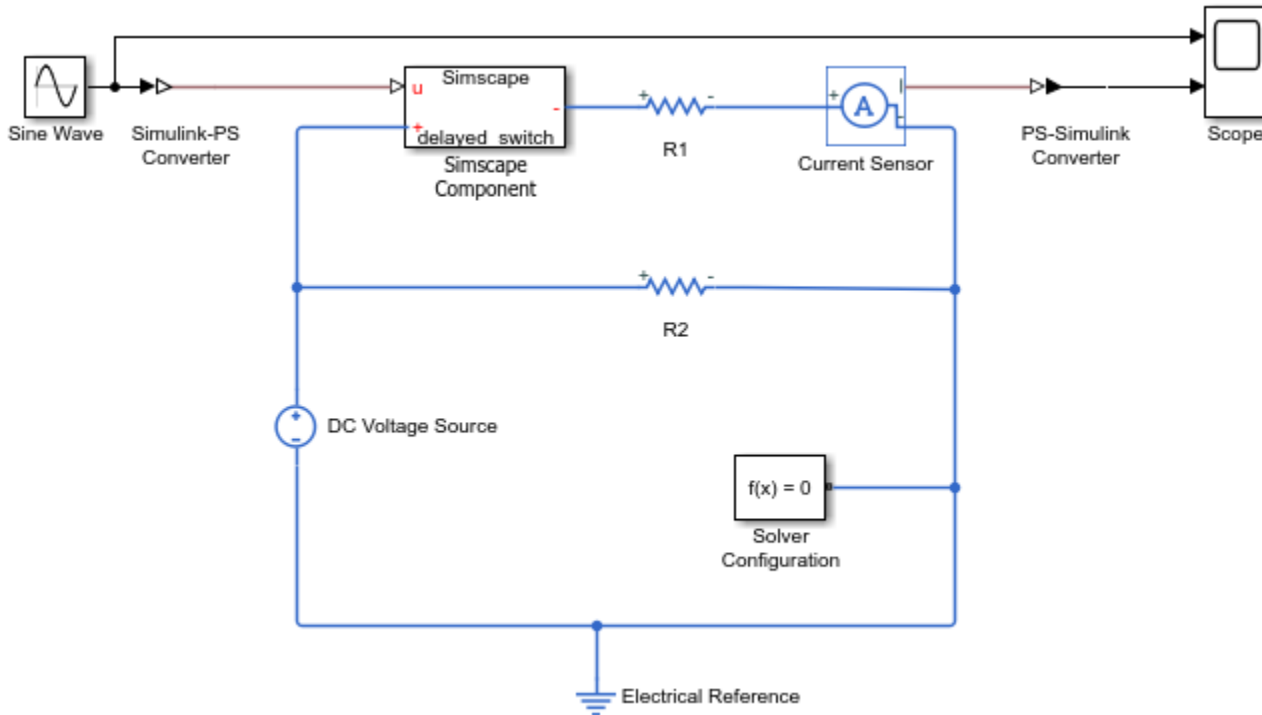 Simscape
u
-
+
delayed_switch
Simscape
Component
Sine Wave
Simulink-PS
Converter
+
-
R1
+
A
I
-
Current Sensor
PS-Simulink
Converter
Scope
+
-
R2
+
-
DC Voltage Source
f(x) = 0
Solver
Configuration
Electrical Reference